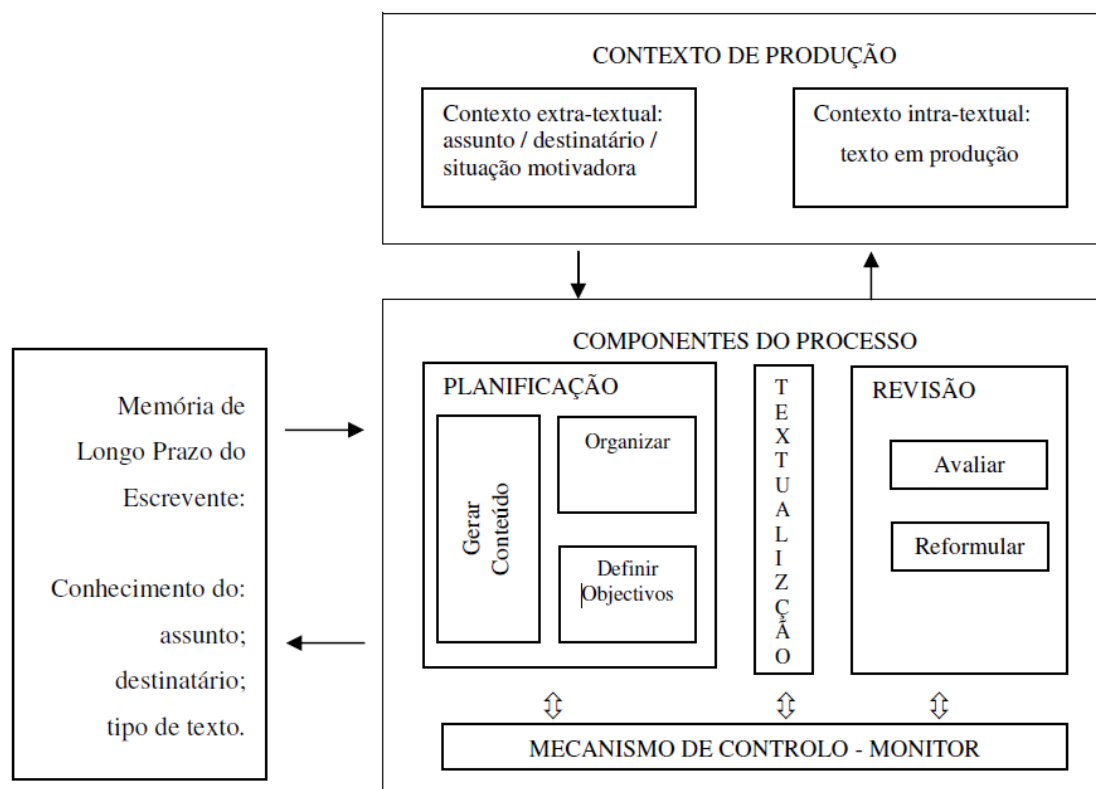 CONTEXTO DE PRODUÇÃO
Contexto extra-textual:
assunto / destinatário /
situação motivadora
Contexto intra-textual:
texto em produção
Memória de
Longo Prazo do
Escrevente:
Conhecimento do:
assunto;
destinatário;
tipo de texto.
COMPONENTES DO PROCESSO
PLANIFICAÇÃO
Gerar
Conteúdo
Organizar
Definir
Objectivos
T
E
X
T
U
A
L
I
Z
Ç
Ã
O
REVISÃO
Avaliar
Reformular
MECANISMO DE CONTROLO - MONITOR